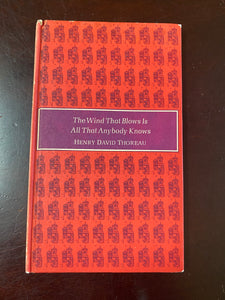 The Wind That Blows Is
All That Anybody Knows
HENRY DAVID THOREAU